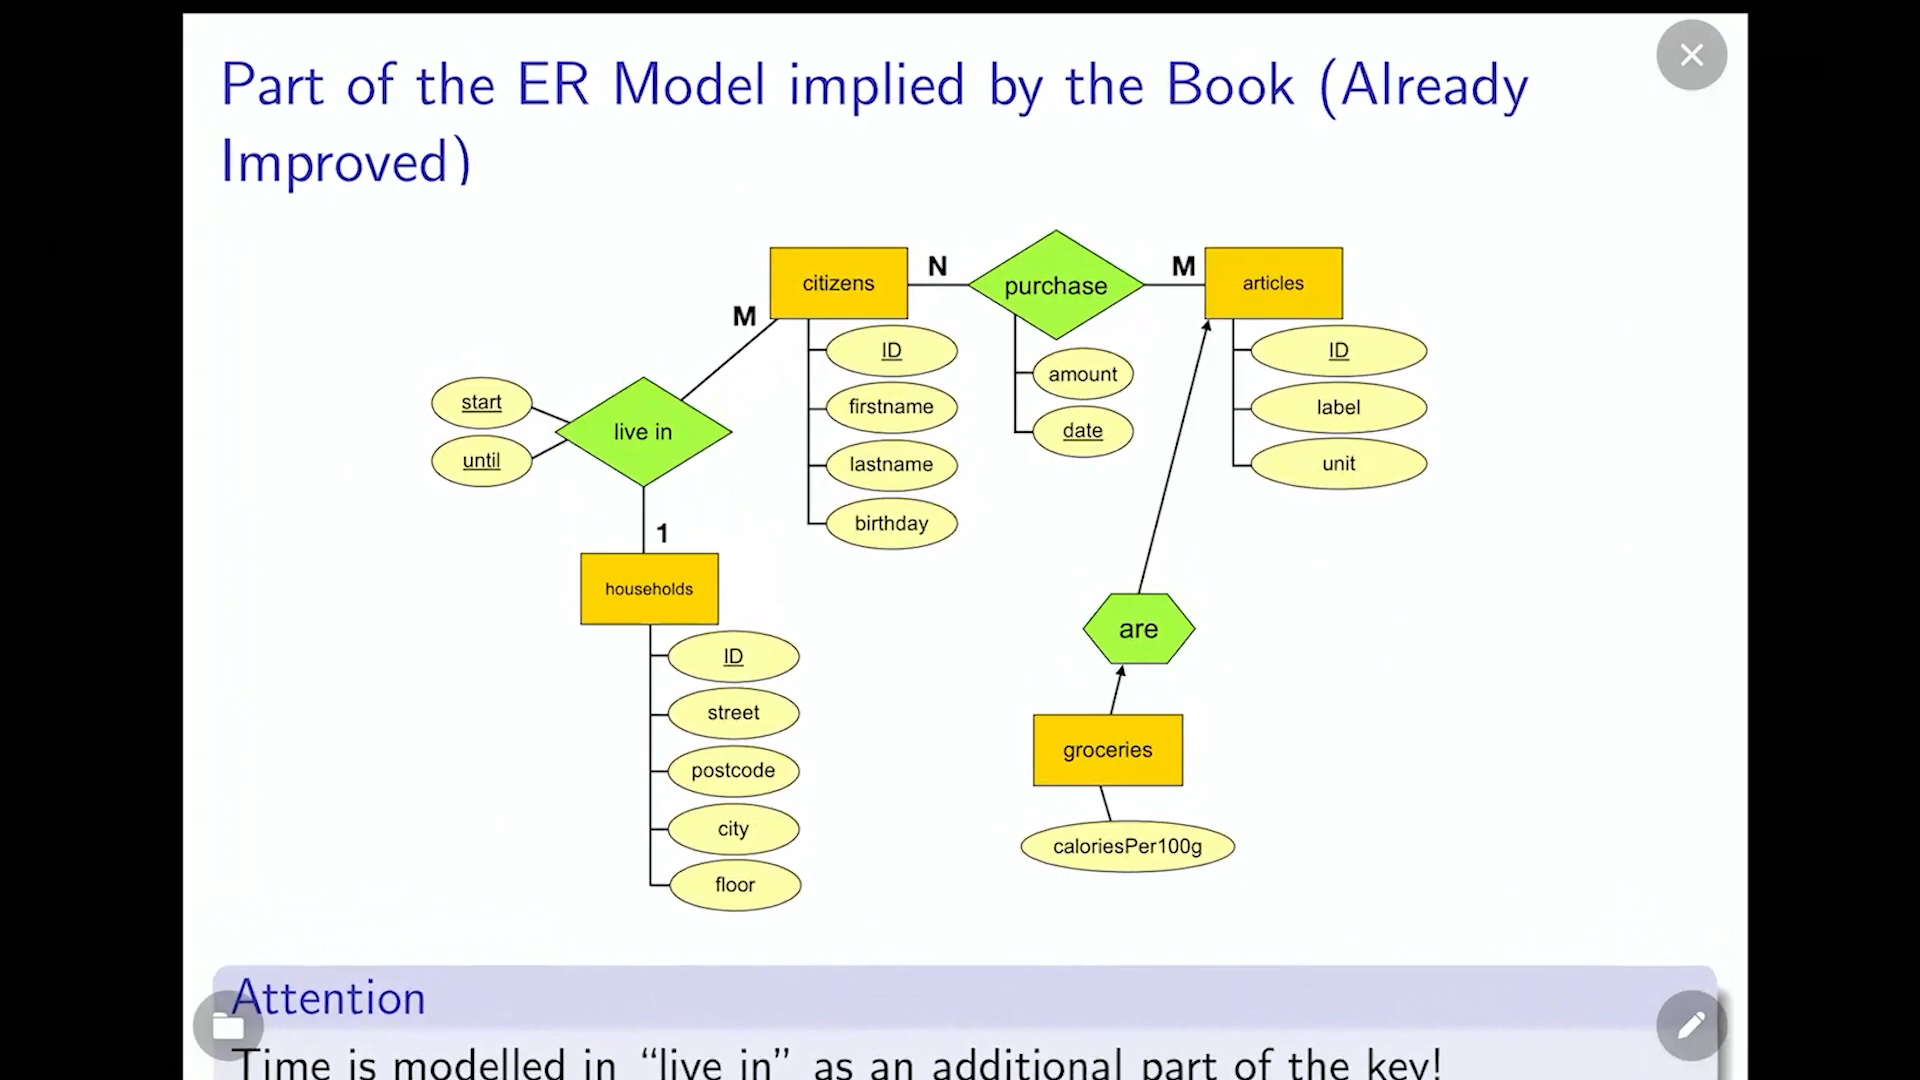 Part of the ER Model implied by the Book (Already
Improved)
citizens
N
purchase
M
articles
M
ID
firstname
lastname
birthday
amount
date
ID
label
unit
start
until
live in
1
households
ID
street
postcode
city
floor
are
groceries
caloriesPer100g
Attention
Time is modelled in “live in” as an additional part of the key!